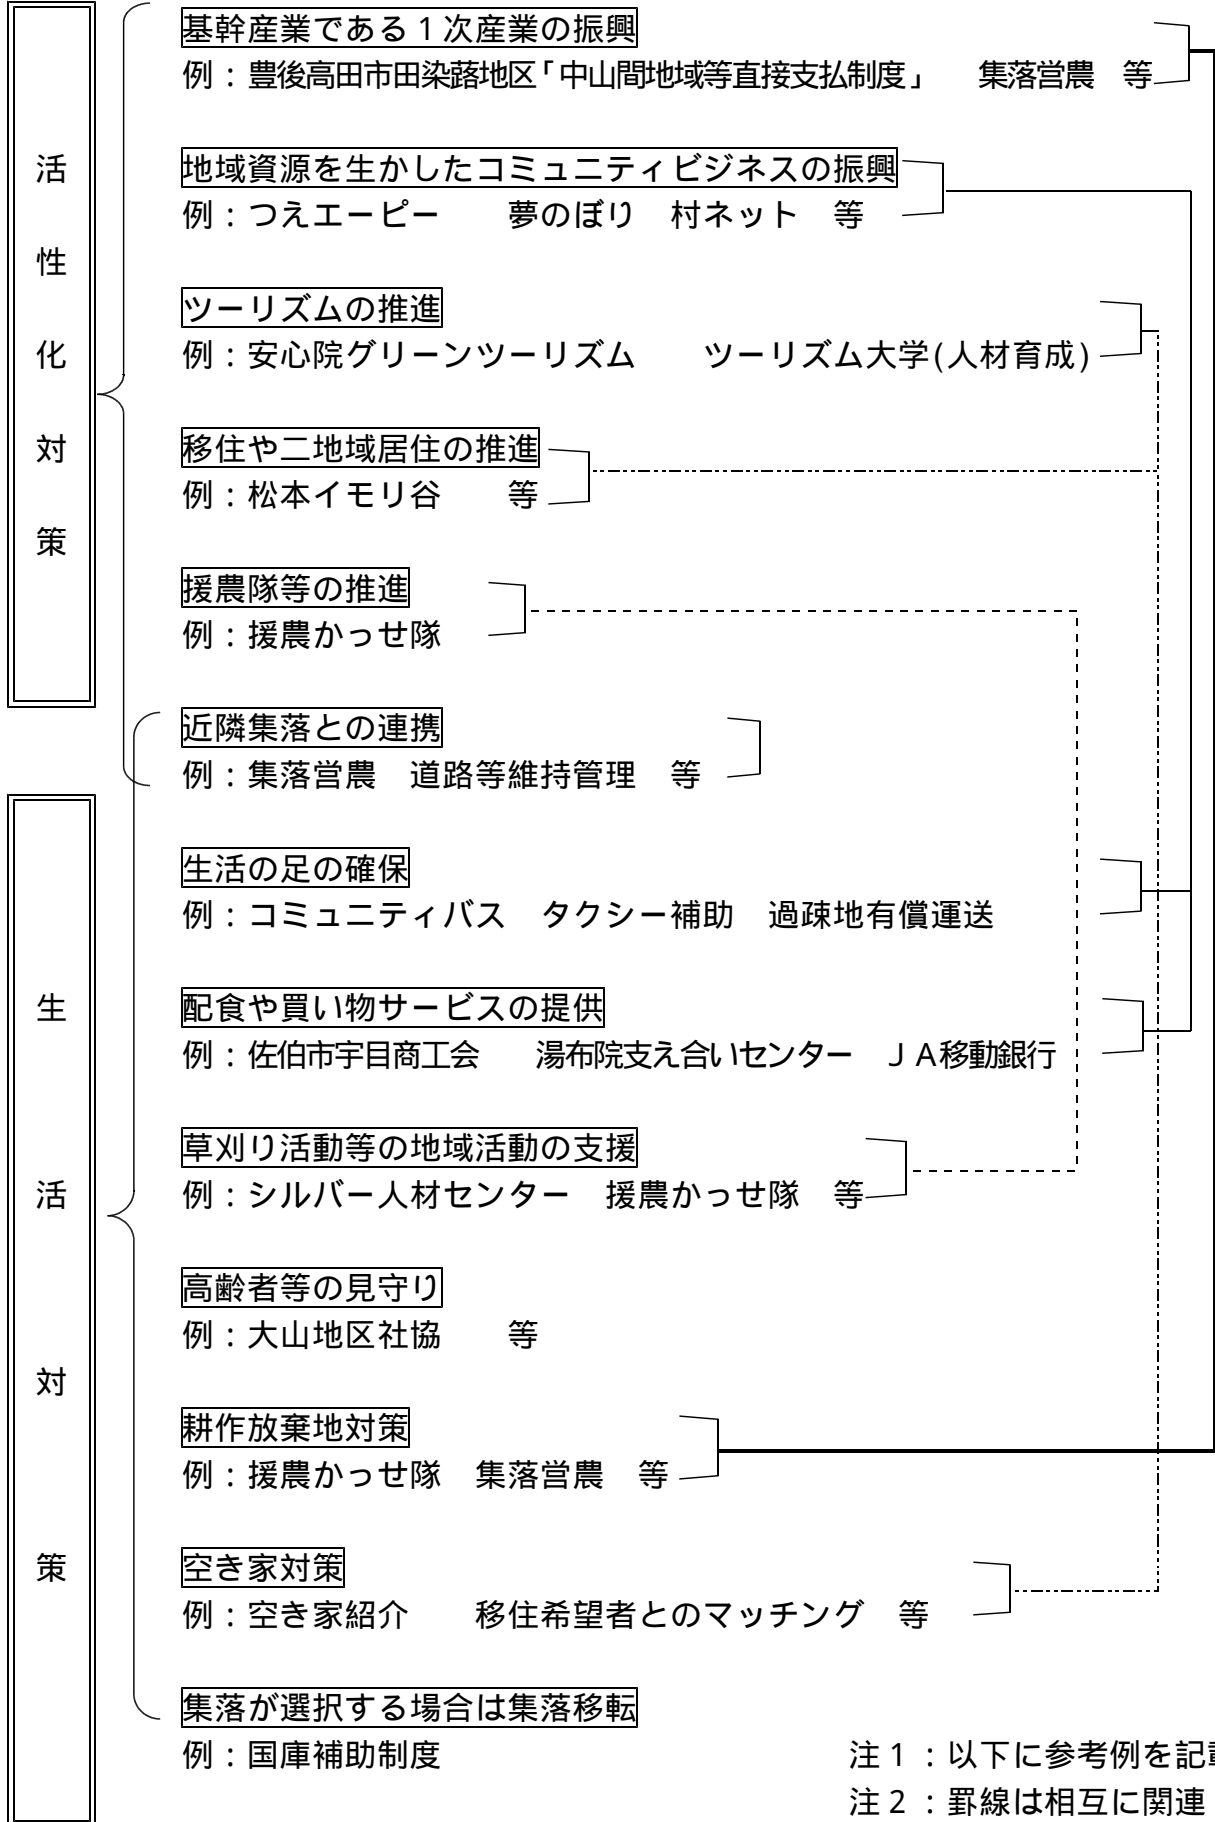 活性化対策
基幹産業である1次産業の振興
例：豊後高田市田染蕗地区「中山間地域等直接支払制度」　集落営農　等
地域資源を生かしたコミュニティビジネスの振興
例：つえエーピー　　夢のぼり　村ネット　等
ツーリズムの推進
例：安心院グリーンツーリズム　　ツーリズム大学(人材育成)
移住や二地域居住の推進
例：松本イモリ谷　　等
援農隊等の推進
例：援農かっせ隊
近隣集落との連携
例：集落営農　道路等維持管理　等
生活対策
生活の足の確保
例：コミュニティバス　タクシー補助　過疎地有償運送
配食や買い物サービスの提供
例：佐伯市宇目商工会　　湯布院支え合いセンター　ＪＡ移動銀行
草刈り活動等の地域活動の支援
例：シルバー人材センター　援農かっせ隊　等
高齢者等の見守り
例：大山地区社協　　等
耕作放棄地対策
例：援農かっせ隊　集落営農　等
空き家対策
例：空き家紹介　　移住希望者とのマッチング　等
集落が選択する場合は集落移転
例：国庫補助制度
注1：以下に参考例を記
注2：罫線は相互に関連